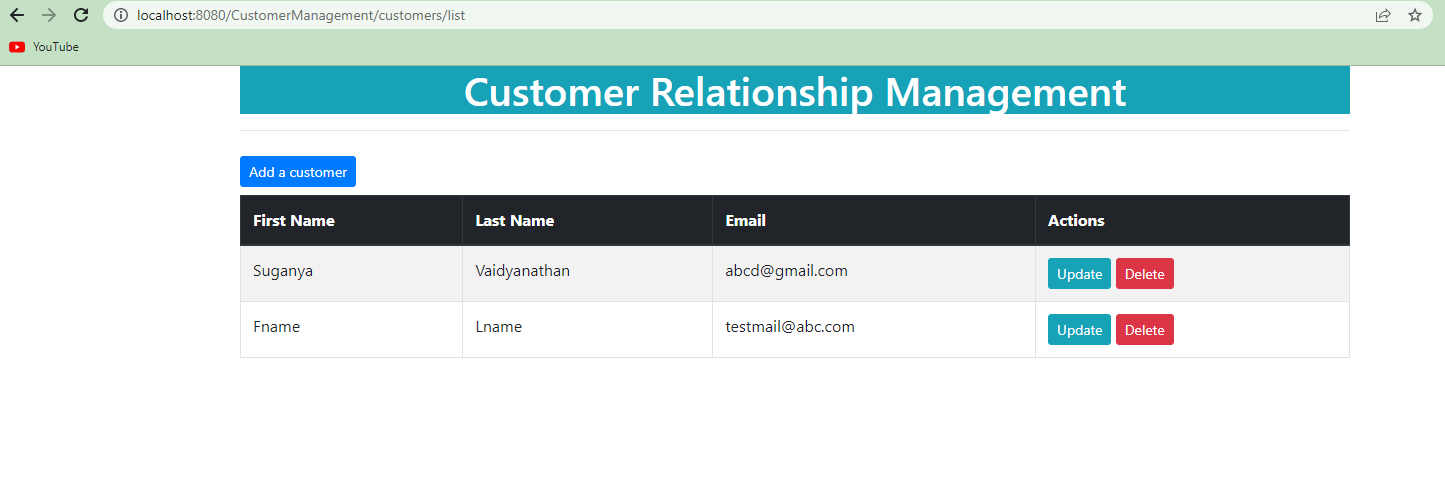 localhost:8080/CustomerManagement/customers/list
YouTube
Customer Relationship Management
Add a customer
First Name Last Name Email Actions
Suganya Vaidyanathan abcd@gmail.com Update Delete
Fname Lname testmail@abc.com Update Delete